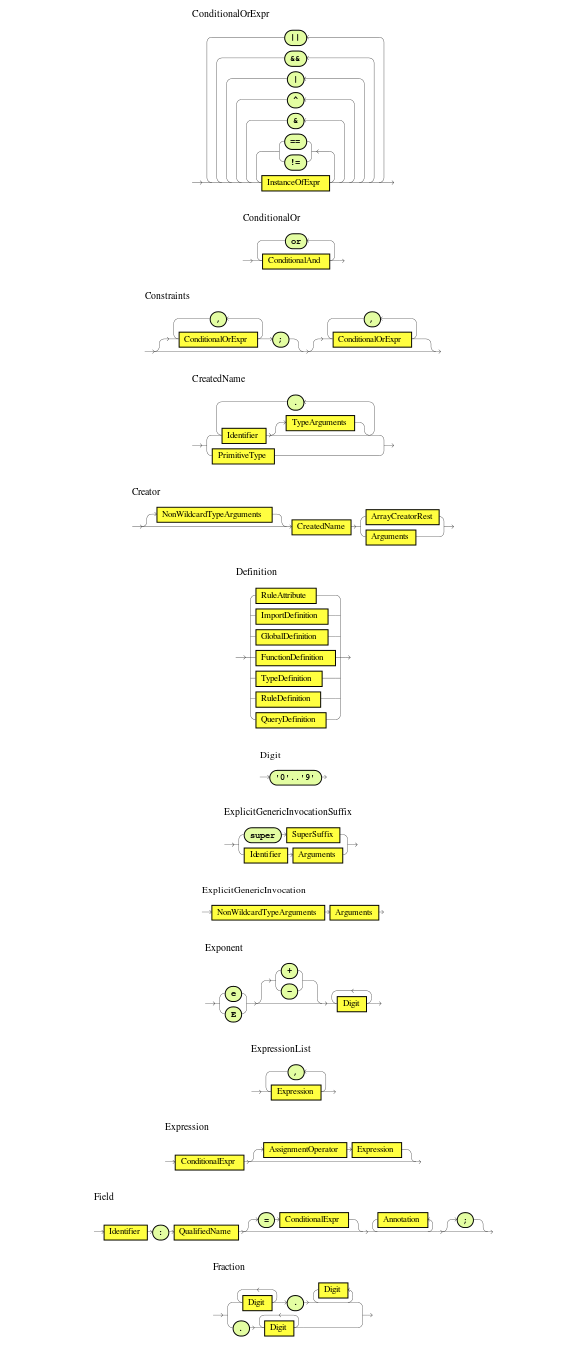 ConditionalOrExpr
||
&&
|
^
&
==
!=
InstanceOfExpr
ConditionalOr
or
ConditionalAnd
Constraints
, ,
ConditionalOrExpr ; ConditionalOrExpr
CreatedName
.
TypeArguments
Identifier
PrimitiveType
Creator
NonWildcardTypeArguments ArrayCreatorRest
CreatedName
Arguments
Definition
RuleAttribute
ImportDefinition
GlobalDefinition
FunctionDefinition
TypeDefinition
RuleDefinition
QueryDefinition
Digit
'0'..'9'
ExplicitGenericInvocationSuffix
super SuperSuffix
Identifier Arguments
ExplicitGenericInvocation
NonWildcardTypeArguments Arguments
Exponent
+
e -
E Digit
ExpressionList
,
Expression
Expression
AssignmentOperator Expression
ConditionalExpr
Field
= ConditionalExpr Annotation ;
Identifier : QualifiedName
Fraction
Digit
Digit .
. Digit